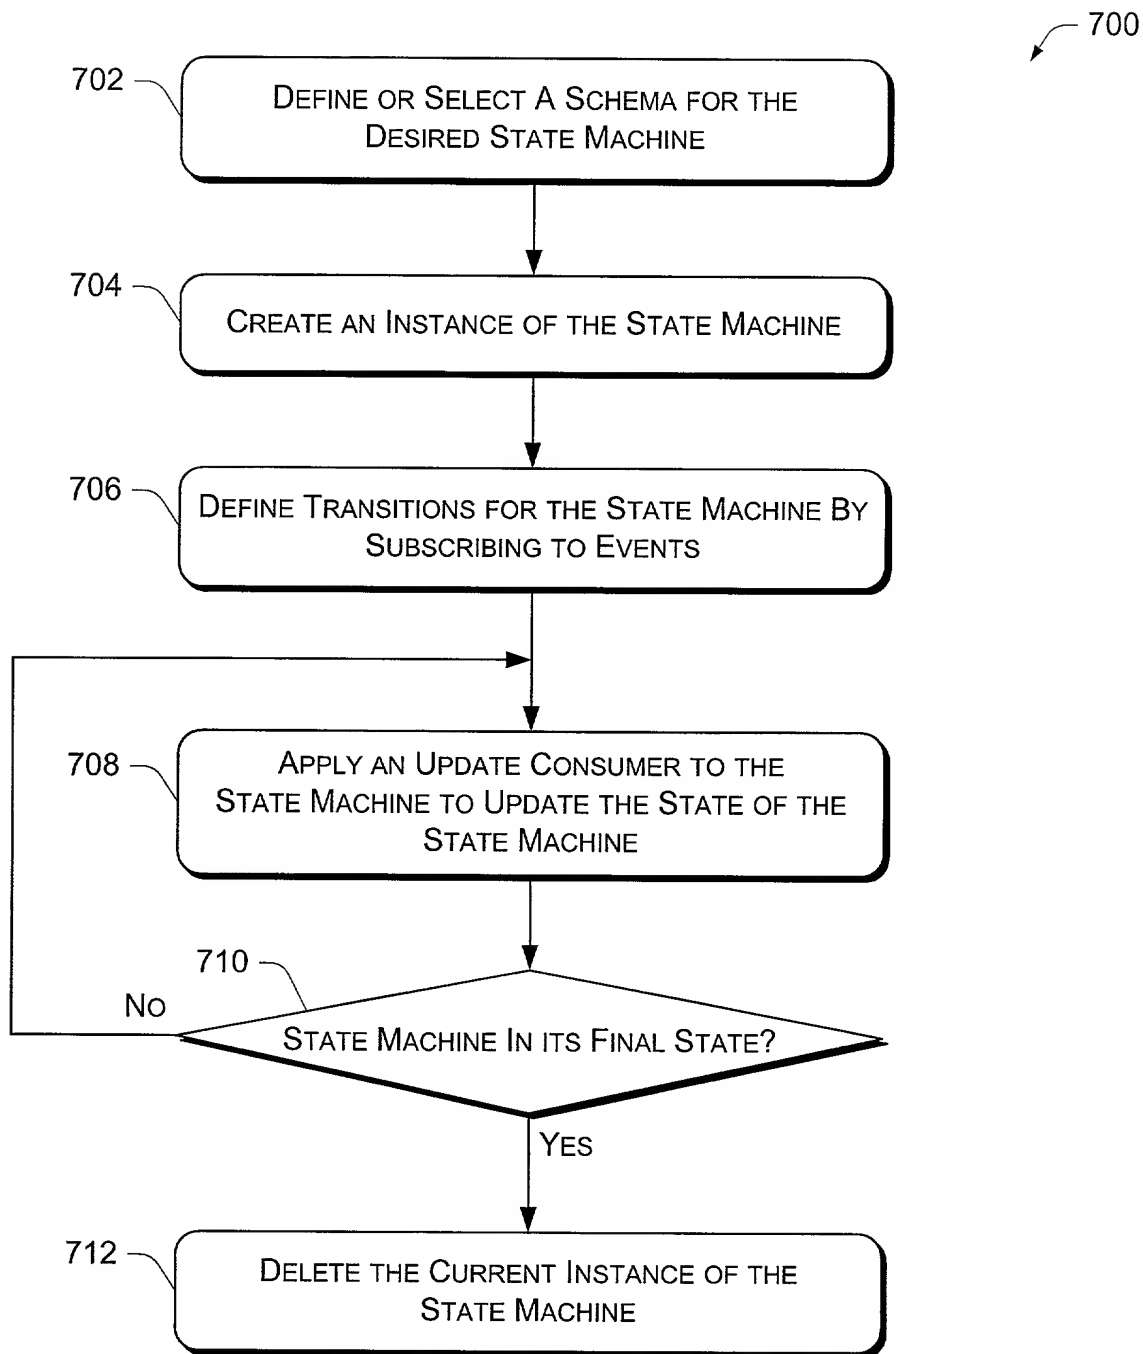 700
702
DEFINE OR SELECT A SCHEMA FOR THE
DESIRED STATE MACHINE
704
CREATE AN INSTANCE OF THE STATE MACHINE
706
DEFINE TRANSITIONS FOR THE STATE MACHINE BY
SUBSCRIBING TO EVENTS
708
APPLY AN UPDATE CONSUMER TO THE
STATE MACHINE TO UPDATE THE STATE OF THE
STATE MACHINE
710
NO
STATE MACHINE IN ITS FINAL STATE?
YES
712
DELETE THE CURRENT INSTANCE OF THE
STATE MACHINE